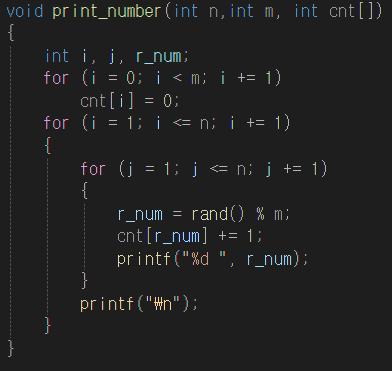 void print_number(int n,int m, int cnt[])
{
    int i, j, r_num;
    for (i = 0; i < m; i += 1)
        cnt[i] = 0;
    for (i = 1; i <= n; i += 1)
    {
        for (j = 1; j <= n; j += 1)
        {
            r_num = rand() % m;
            cnt[r_num] += 1;
            printf("%d ", r_num);
        }
        printf("₩n");
    }
}